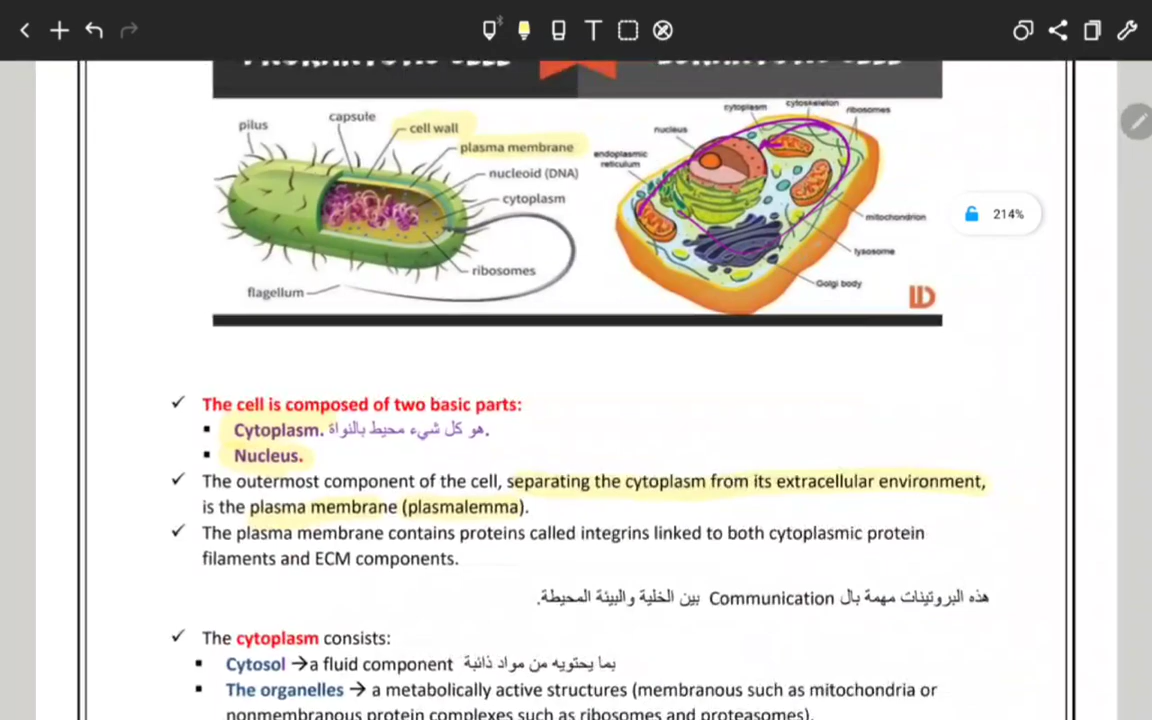 PROKARYOTIC CELL
EUKARYOTIC CELL
pilus
capsule
cell wall
plasma membrane
nucleoid (DNA)
cytoplasm
ribosomes
flagellum
cytoplasm
cytoskeleton
ribosomes
nucleus
endoplasmic
reticulum
mitochondrion
lysosome
Golgi body
214%
✓ The cell is composed of two basic parts:
▪ Cytoplasm. هو كل شيء محيط بالنواة.
▪ Nucleus.
✓ The outermost component of the cell, separating the cytoplasm from its extracellular environment,
is the plasma membrane (plasmalemma).
✓ The plasma membrane contains proteins called integrins linked to both cytoplasmic protein
filaments and ECM components.
هذه البروتينات مهمة بال Communication بين الخلية والبيئة المحيطة.
✓ The cytoplasm consists:
▪ Cytosol → a fluid component بما يحتويه من مواد ذائبة
▪ The organelles → a metabolically active structures (membranous such as mitochondria or
nonmembranous protein complexes such as ribosomes and proteasomes).